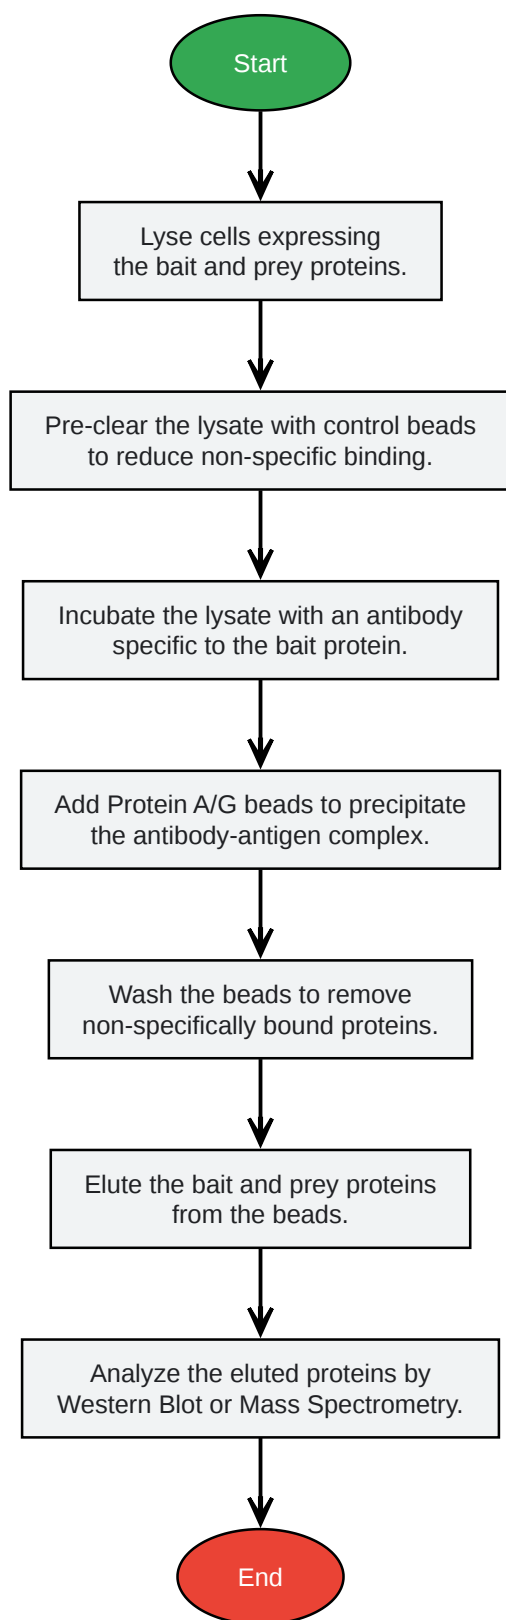 Start
Lyse cells expressing
the bait and prey proteins.
Pre-clear the lysate with control beads
to reduce non-specific binding.
Incubate the lysate with an antibody
specific to the bait protein.
Add Protein A/G beads to precipitate
the antibody-antigen complex.
Wash the beads to remove
non-specifically bound proteins.
Elute the bait and prey proteins
from the beads.
Analyze the eluted proteins by
Western Blot or Mass Spectrometry.
End